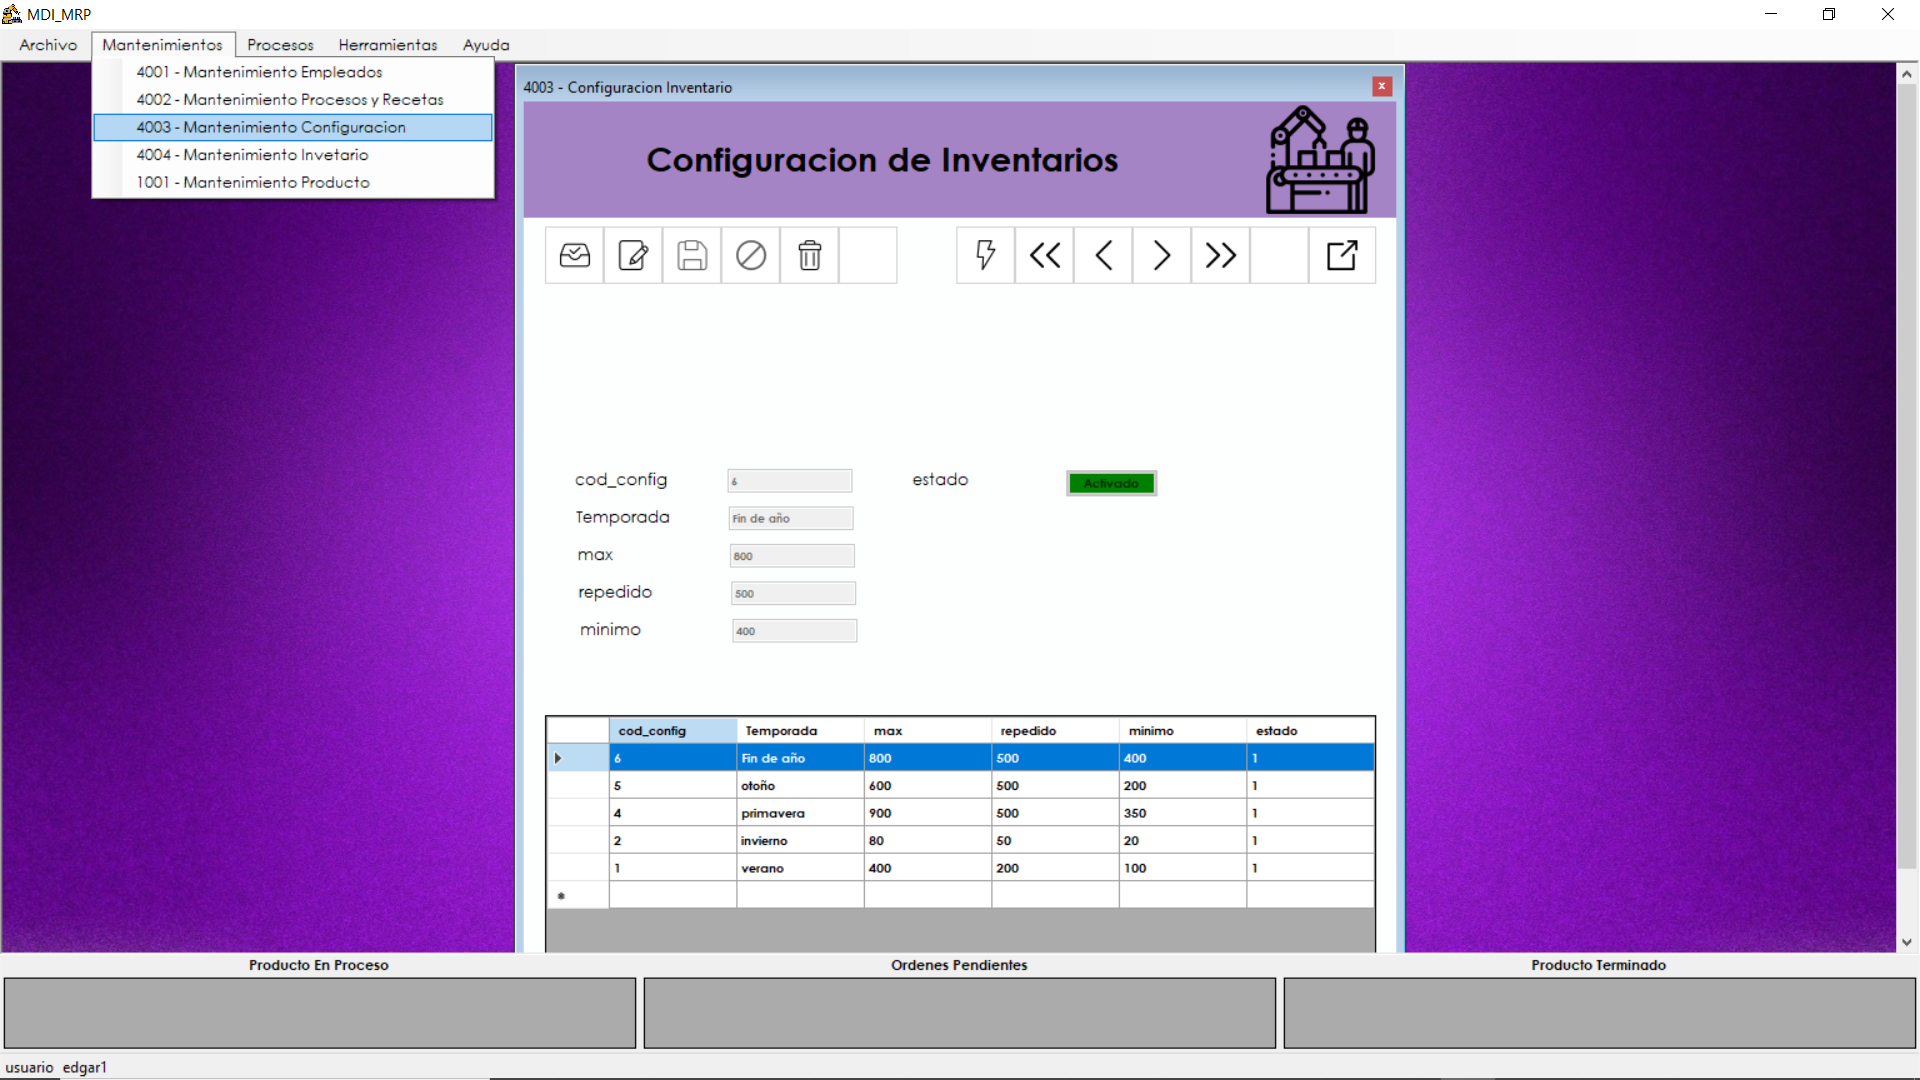 MDI_MRP
Archivo Mantenimientos Procesos Herramientas Ayuda
4001 - Mantenimiento Empleados
4002 - Mantenimiento Procesos y Recetas
4003 - Mantenimiento Configuracion
4004 - Mantenimiento Invetario
1001 - Mantenimiento Producto
4003 - Configuracion Inventario
Configuracion de Inventarios
cod_config 6 estado Activado
Temporada Fin de año
max 800
repedido 500
minimo 400
cod_config Temporada max repedido minimo estado
6 Fin de año 800 500 400 1
5 otoño 600 500 200 1
4 primavera 900 500 350 1
2 invierno 80 50 20 1
1 verano 400 200 100 1
Producto En Proceso Ordenes Pendientes Producto Terminado
usuario edgar1